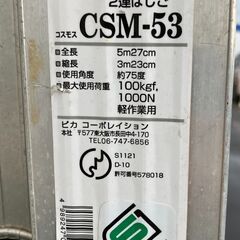 2連はしご
コスモス CSM-53
●全長 5m27cm
●縮長 3m23cm
●使用角度 約75度
●最大使用荷重 100kgf,
1000N
軽作業用
ピカ コーポレイション
〒577東大阪市長田中4-170
TEL06-747-6856
S1121
D-10
許可番号578018